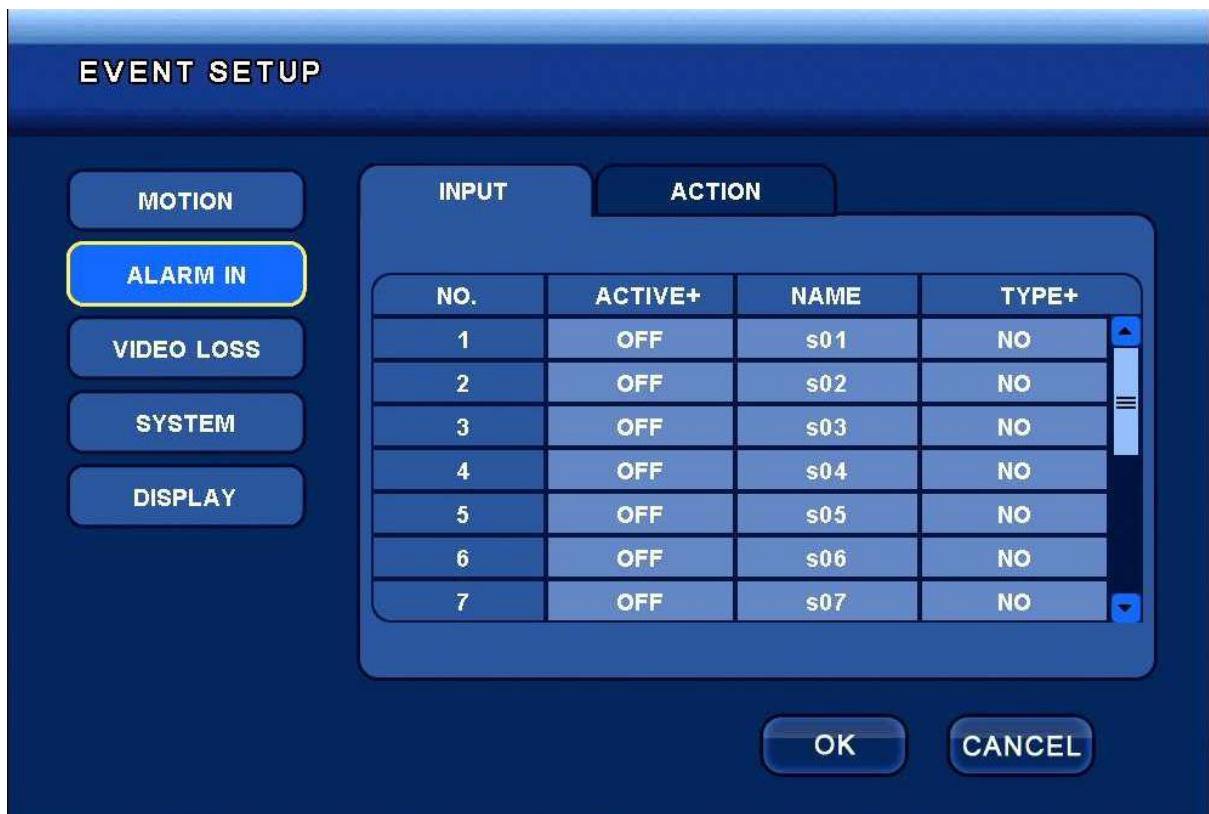 EVENT SETUP
MOTION
ALARM IN
VIDEO LOSS
SYSTEM
DISPLAY
INPUT ACTION
NO. ACTIVE+ NAME TYPE+
1 OFF s01 NO
2 OFF s02 NO
3 OFF s03 NO
4 OFF s04 NO
5 OFF s05 NO
6 OFF s06 NO
7 OFF s07 NO
OK CANCEL